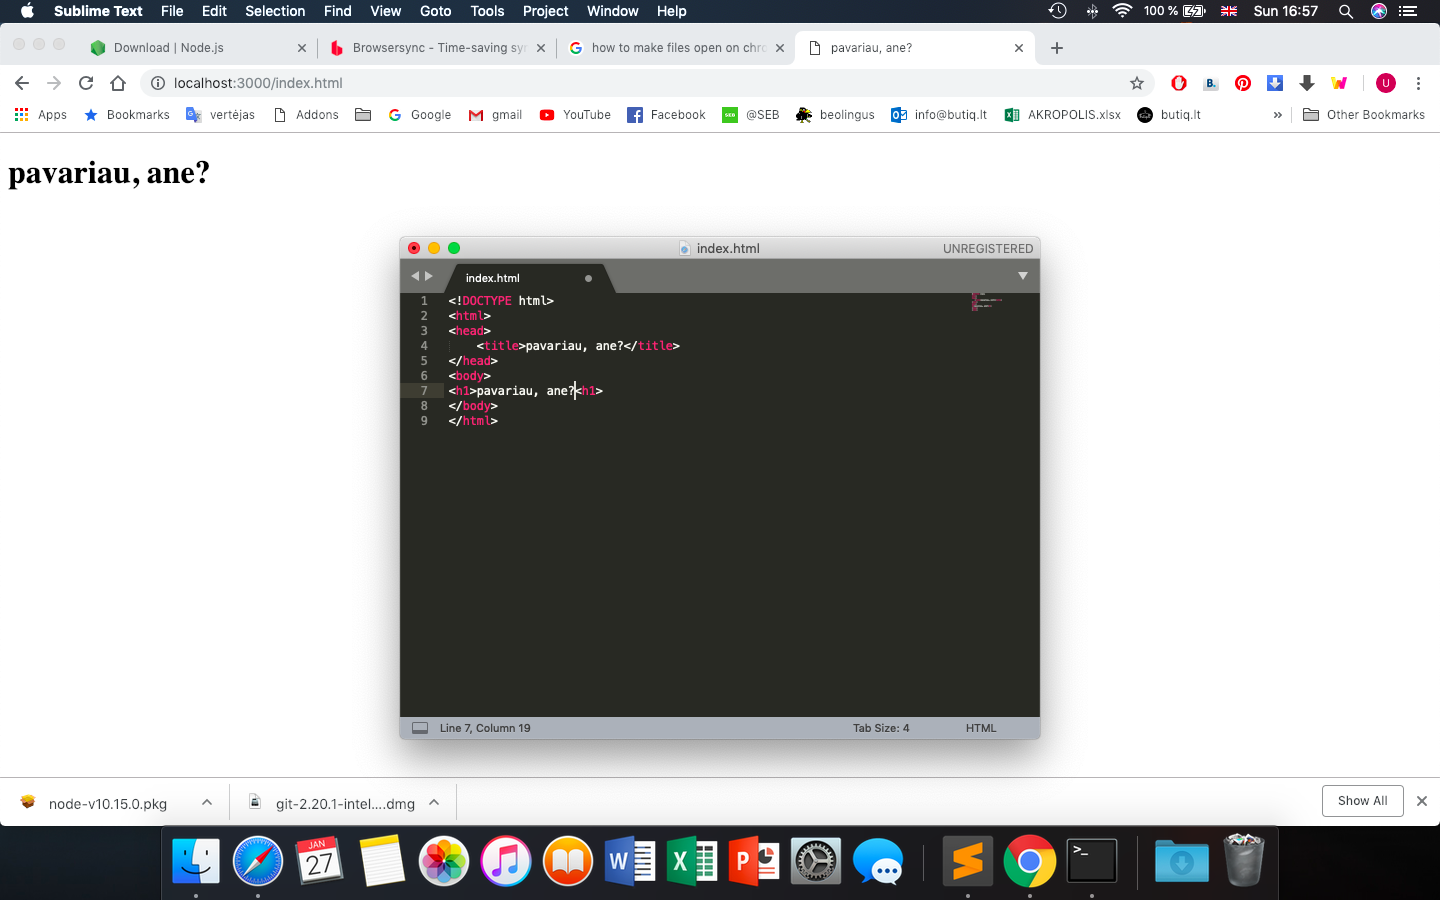 Sublime Text File Edit Selection Find View Goto Tools Project Window Help 100 % Sun 16:57
Download | Node.js Browsersync - Time-saving syn how to make files open on chro pavariau, ane?
localhost:3000/index.html U
Apps Bookmarks vertėjas Addons Google gmail YouTube Facebook @SEB beolingus info@butiq.lt AKROPOLIS.xlsx butiq.lt » Other Bookmarks
pavariau, ane?
index.html UNREGISTERED
index.html
1 <!DOCTYPE html>
2 <html>
3 <head>
4 <title>pavariau, ane?</title>
5 </head>
6 <body>
7 <h1>pavariau, ane?<h1>
8 </body>
9 </html>
Line 7, Column 19 Tab Size: 4 HTML
node-v10.15.0.pkg git-2.20.1-intel....dmg Show All
JAN
27